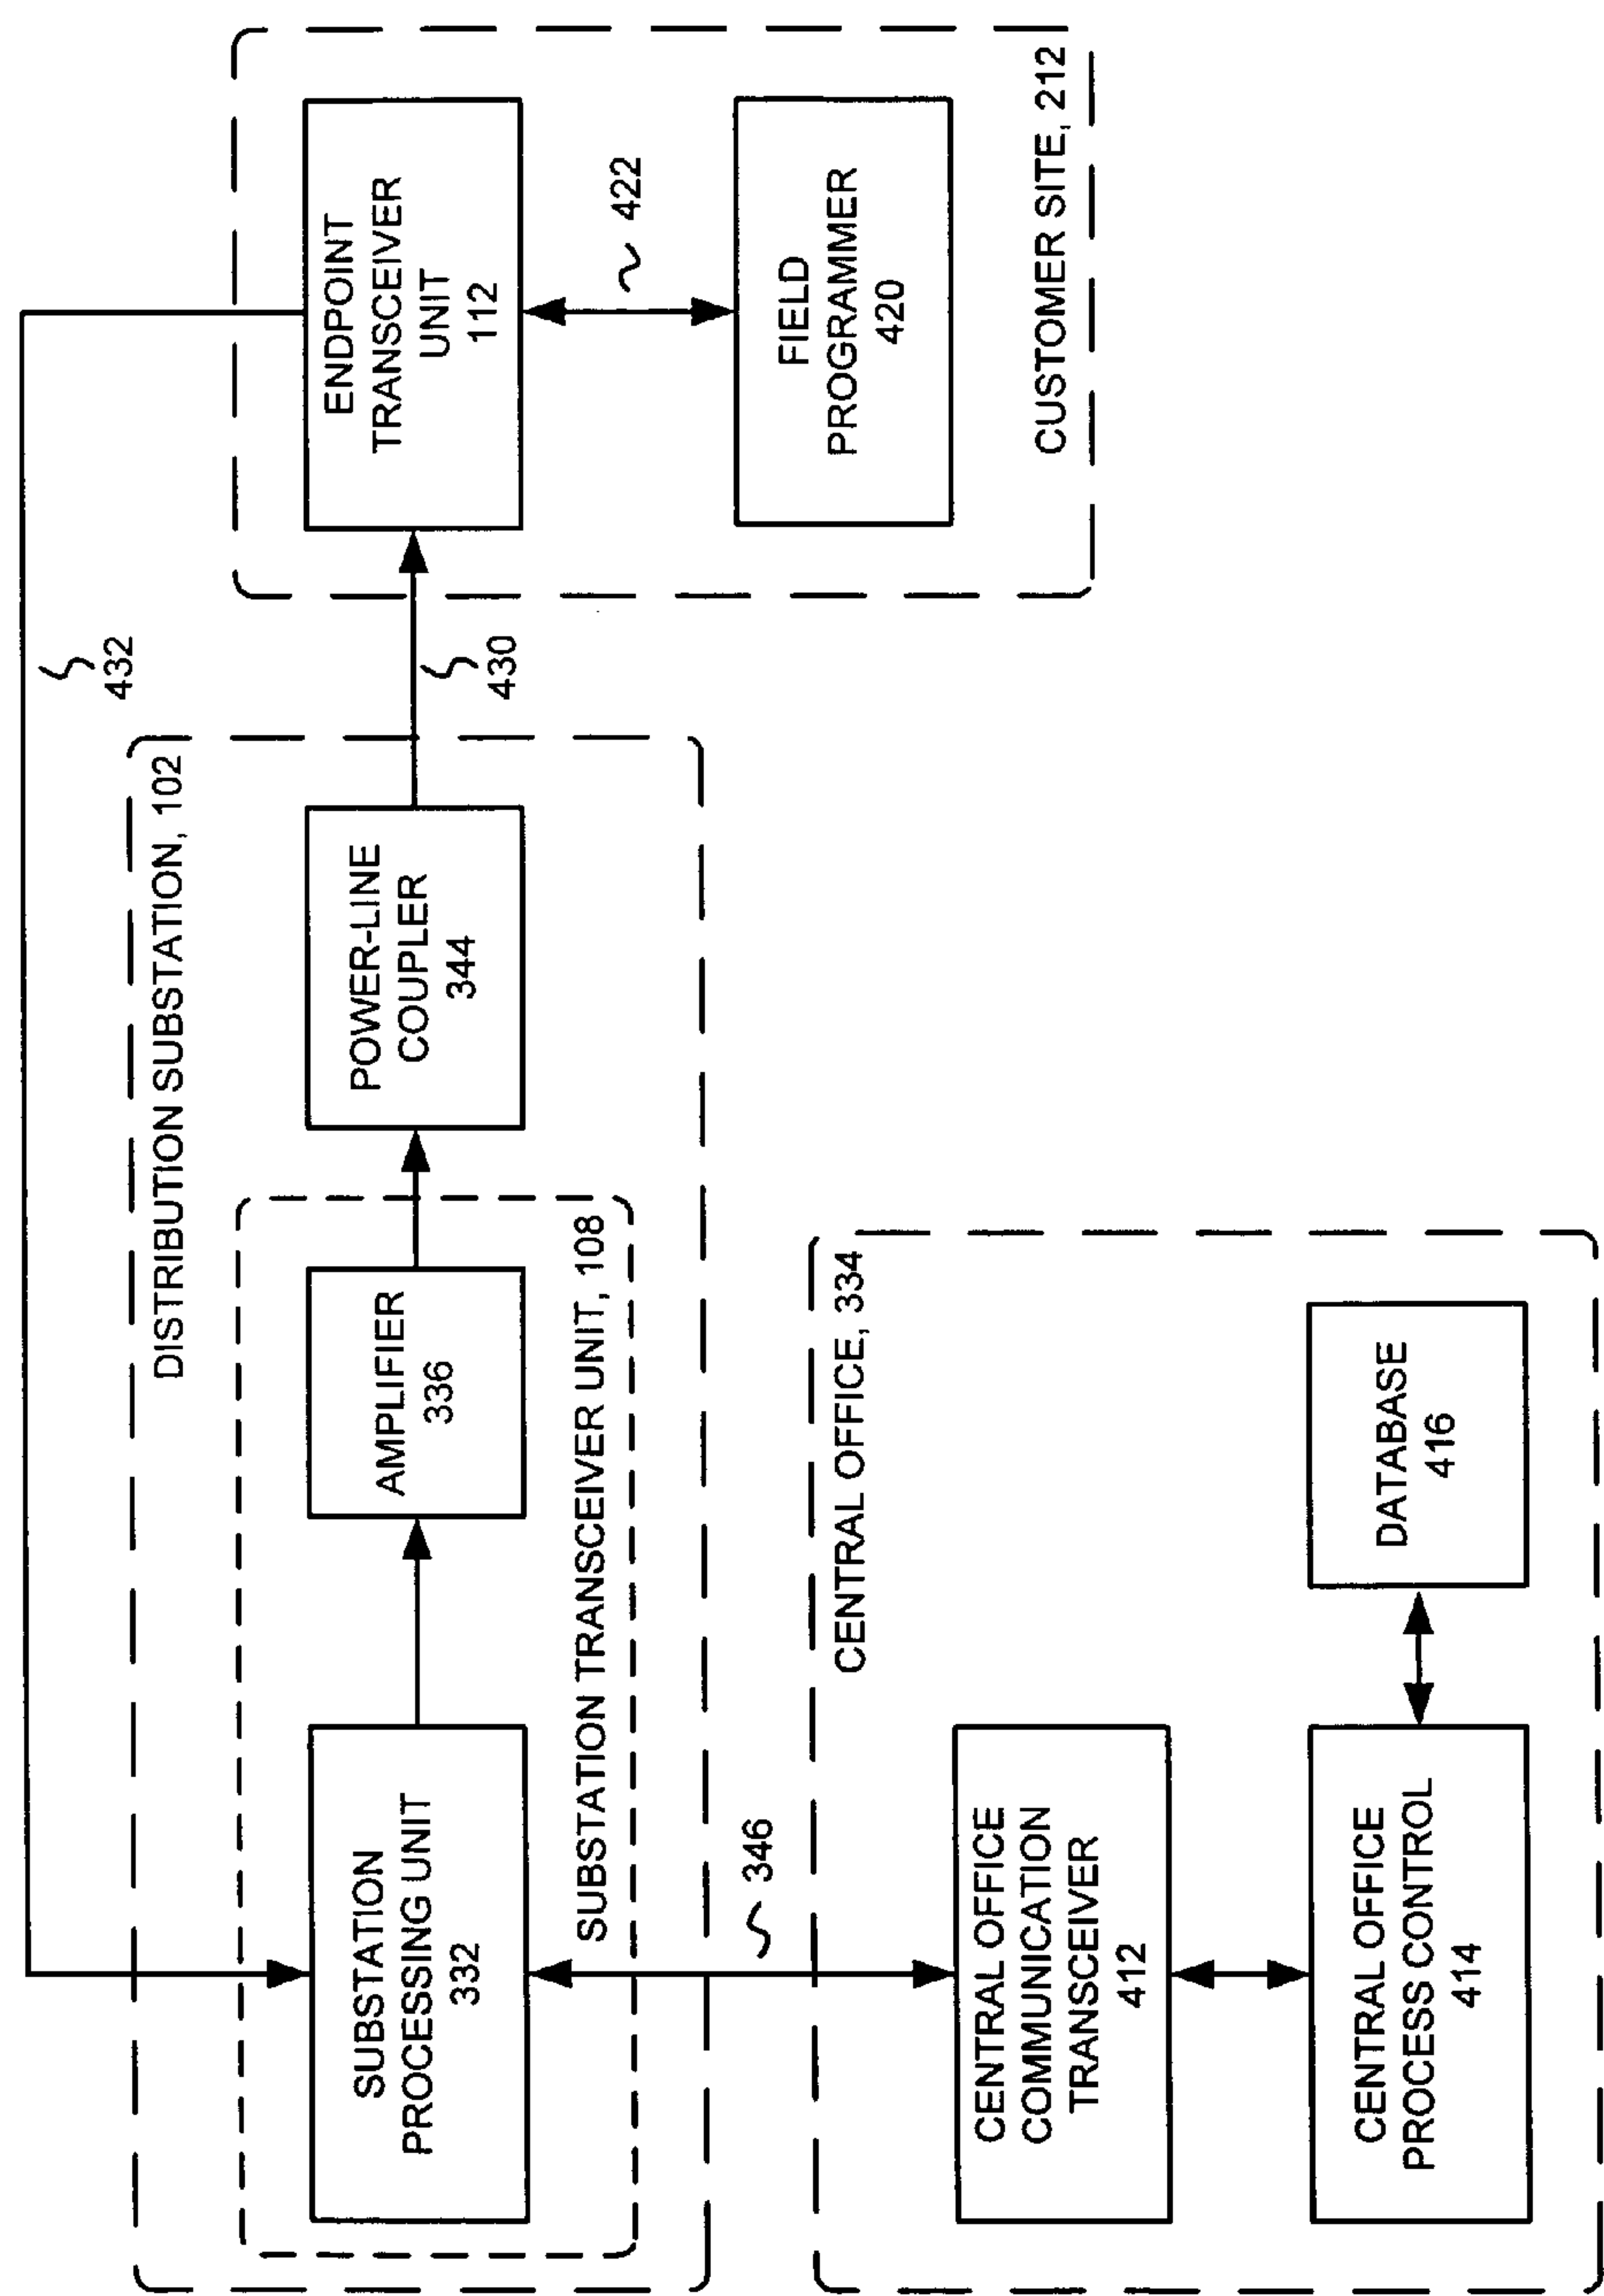 432
DISTRIBUTION SUBSTATION, 102
SUBSTATION
PROCESSING UNIT
332
AMPLIFIER
336
SUBSTATION TRANSCEIVER UNIT, 108
POWER-LINE
COUPLER
344
430
ENDPOINT
TRANSCEIVER
UNIT
112
422
FIELD
PROGRAMMER
420
CUSTOMER SITE, 212
346
CENTRAL OFFICE, 334
CENTRAL OFFICE
COMMUNICATION
TRANSCEIVER
412
CENTRAL OFFICE
PROCESS CONTROL
414
DATABASE
416